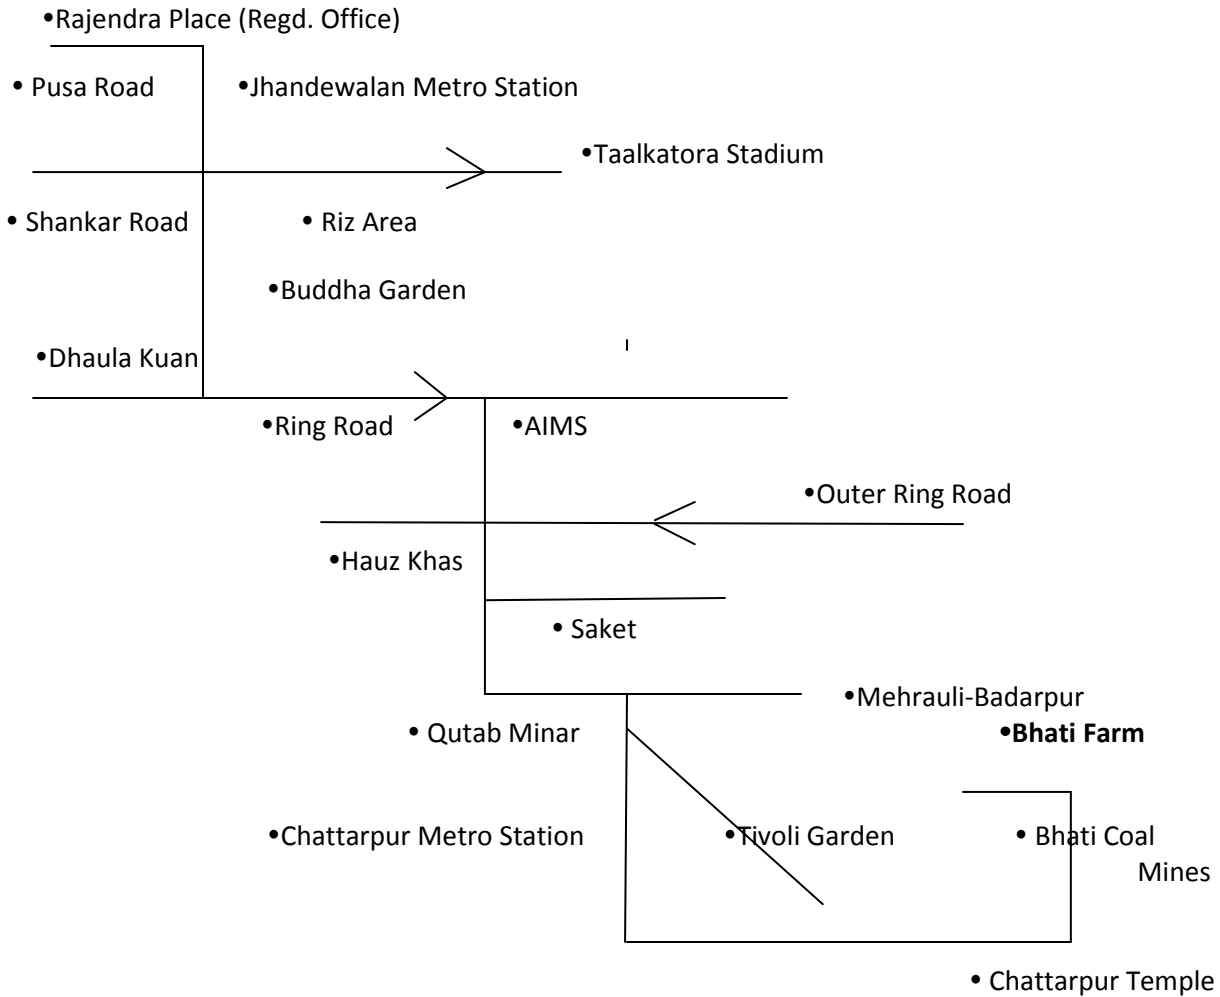 •Rajendra Place (Regd. Office)
• Pusa Road •Jhandewalan Metro Station
•Taalkatora Stadium
• Shankar Road • Riz Area
•Buddha Garden
•Dhaula Kuan
•Ring Road •AIMS
•Outer Ring Road
•Hauz Khas
• Saket
•Mehrauli-Badarpur
• Qutab Minar •Bhati Farm
•Chattarpur Metro Station •Tivoli Garden • Bhati Coal
Mines
• Chattarpur Temple